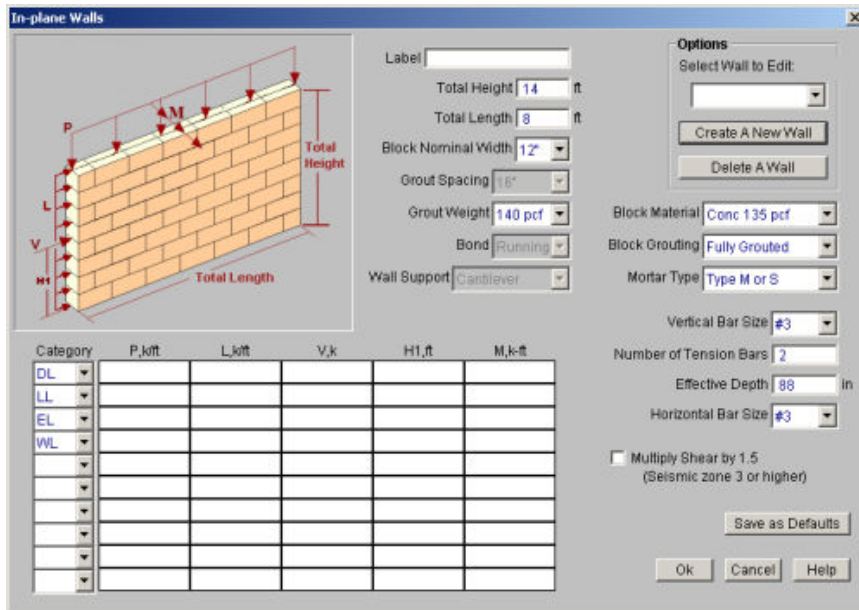 In-plane Walls
P
M
Total
Height
L
V
H1
Total Length
Label
Total Height 14 ft
Total Length 8 ft
Block Nominal Width 12"
Grout Spacing 16"
Grout Weight 140 pcf
Bond Running
Wall Support Cantilever
Options
Select Wall to Edit:
Create A New Wall
Delete A Wall
Block Material Conc 135 pcf
Block Grouting Fully Grouted
Mortar Type Type M or S
Vertical Bar Size #3
Number of Tension Bars 2
Effective Depth 88 in
Horizontal Bar Size #3
Multiply Shear by 1.5
(Seismic zone 3 or higher)
Category P,k/ft L,k/ft V,k H1,ft M,k-ft
DL
LL
EL
WL
Save as Defaults
Ok Cancel Help